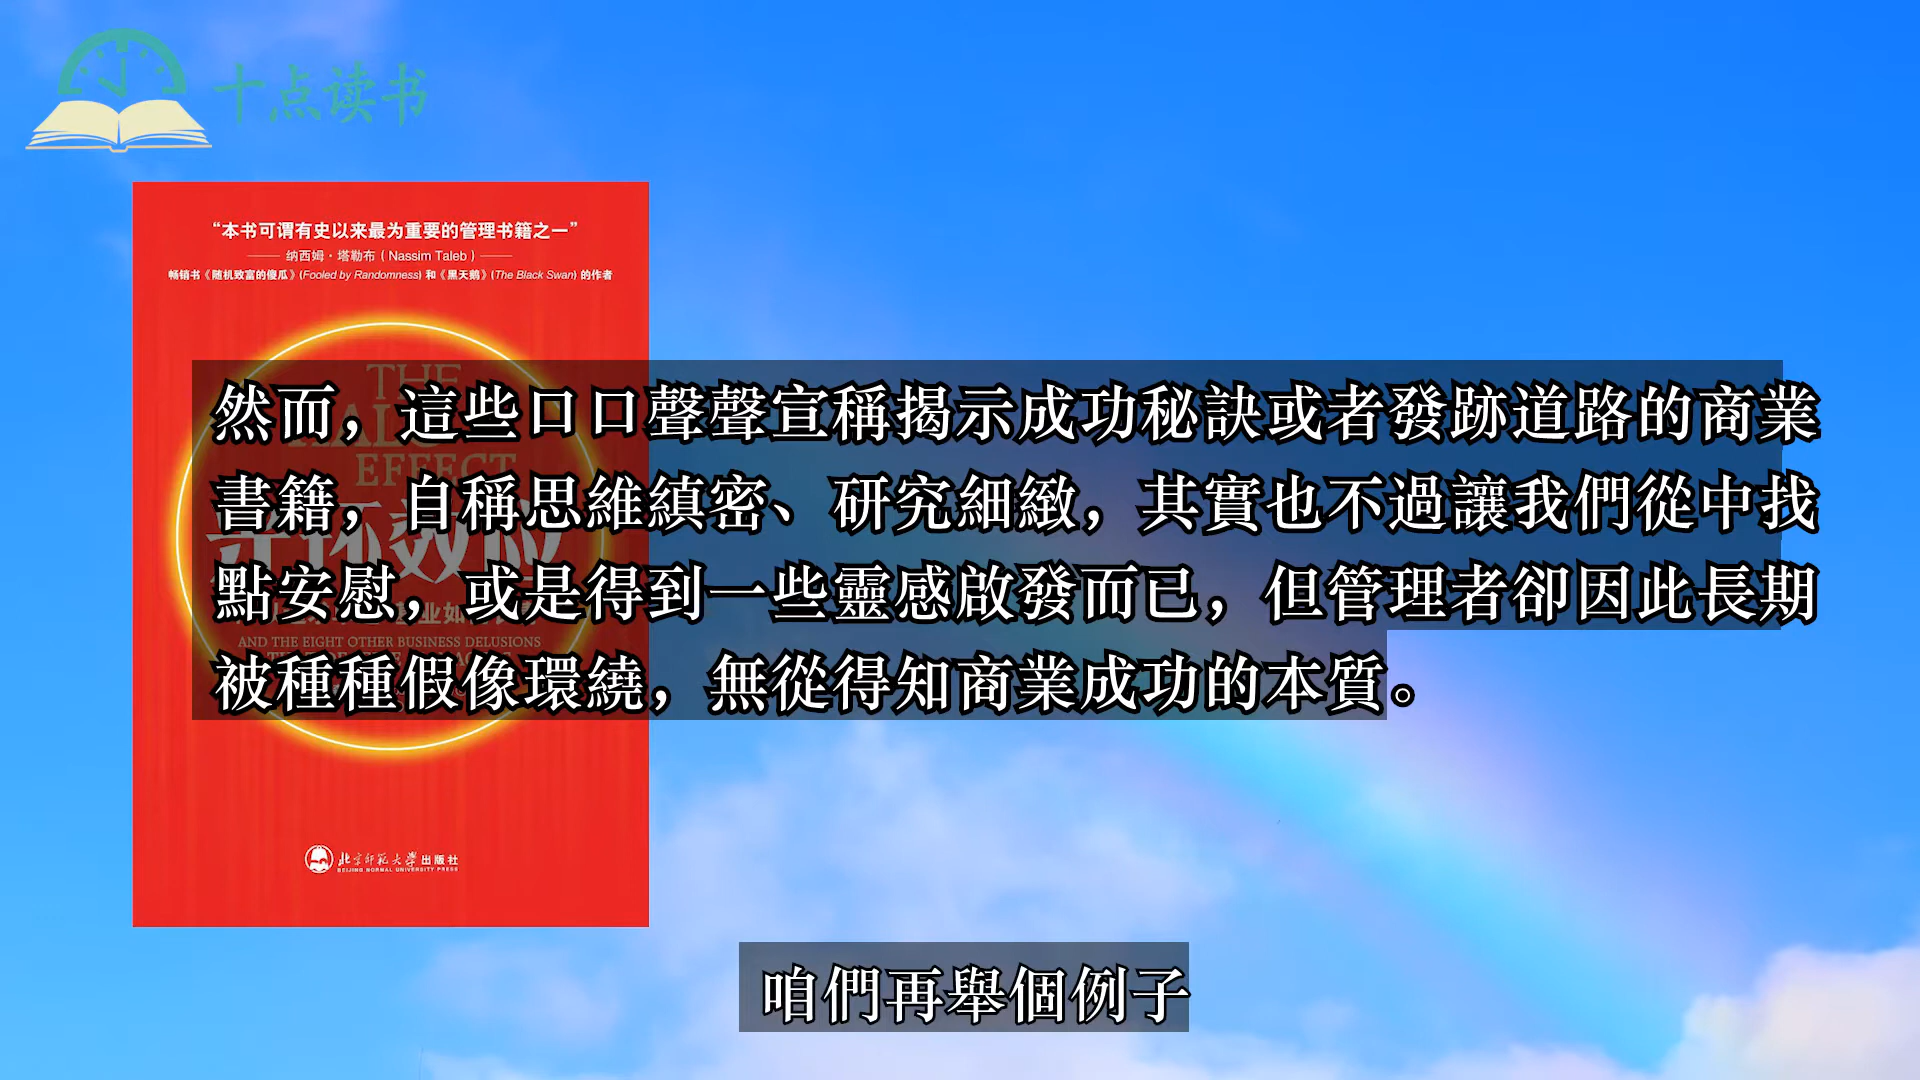 十点读书
“本书可谓有史以来最为重要的管理书籍之一”
纳西姆·塔勒布（Nassim Taleb）
畅销书《随机致富的傻瓜》(Fooled by Randomness) 和《黑天鹅》(The Black Swan) 的作者
THE
EFFECT
然而，這些口口聲聲宣稱揭示成功秘訣或者發跡道路的商業
書籍，自稱思維縝密、研究細緻，其實也不過讓我們從中找
點安慰，或是得到一些靈感啟發而已，但管理者卻因此長期
被種種假像環繞，無從得知商業成功的本質。
AND THE EIGHT OTHER BUSINESS DELUSIONS
北京师范大学出版社
BEIJING NORMAL UNIVERSITY PRESS
咱們再舉個例子